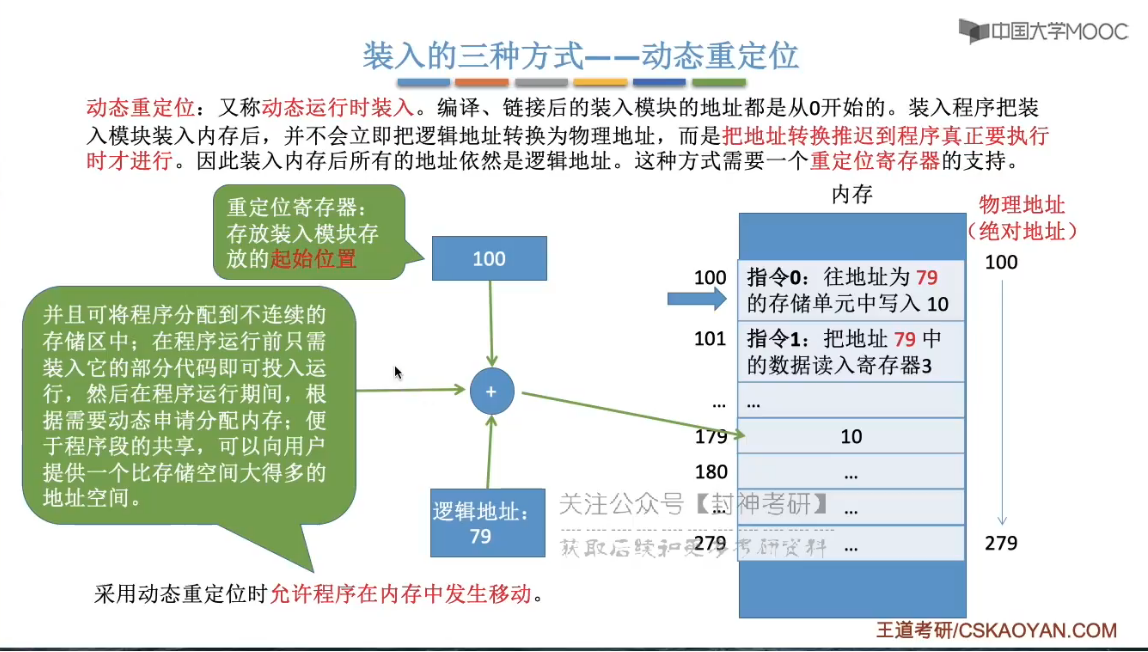 中国大学MOOC
装入的三种方式——动态重定位
动态重定位：又称动态运行时装入。编译、链接后的装入模块的地址都是从0开始的。装入程序把装
入模块装入内存后，并不会立即把逻辑地址转换为物理地址，而是把地址转换推迟到程序真正要执行
时才进行。因此装入内存后所有的地址依然是逻辑地址。这种方式需要一个重定位寄存器的支持。
重定位寄存器：
存放装入模块存
放的起始位置
100
并且可将程序分配到不连续的
存储区中；在程序运行前只需
装入它的部分代码即可投入运
行，然后在程序运行期间，根
据需要动态申请分配内存；便
于程序段的共享，可以向用户
提供一个比存储空间大得多的
地址空间。
+
逻辑地址：
79
内存
物理地址
（绝对地址）
100
100
指令0：往地址为 79
的存储单元中写入 10
101
指令1：把地址 79 中
的数据读入寄存器3
...
...
179
10
180
...
...
...
279
...
279
关注公众号【封神考研】
获取后续和更多考研资料
采用动态重定位时允许程序在内存中发生移动。
王道考研/CSKAOYAN.COM